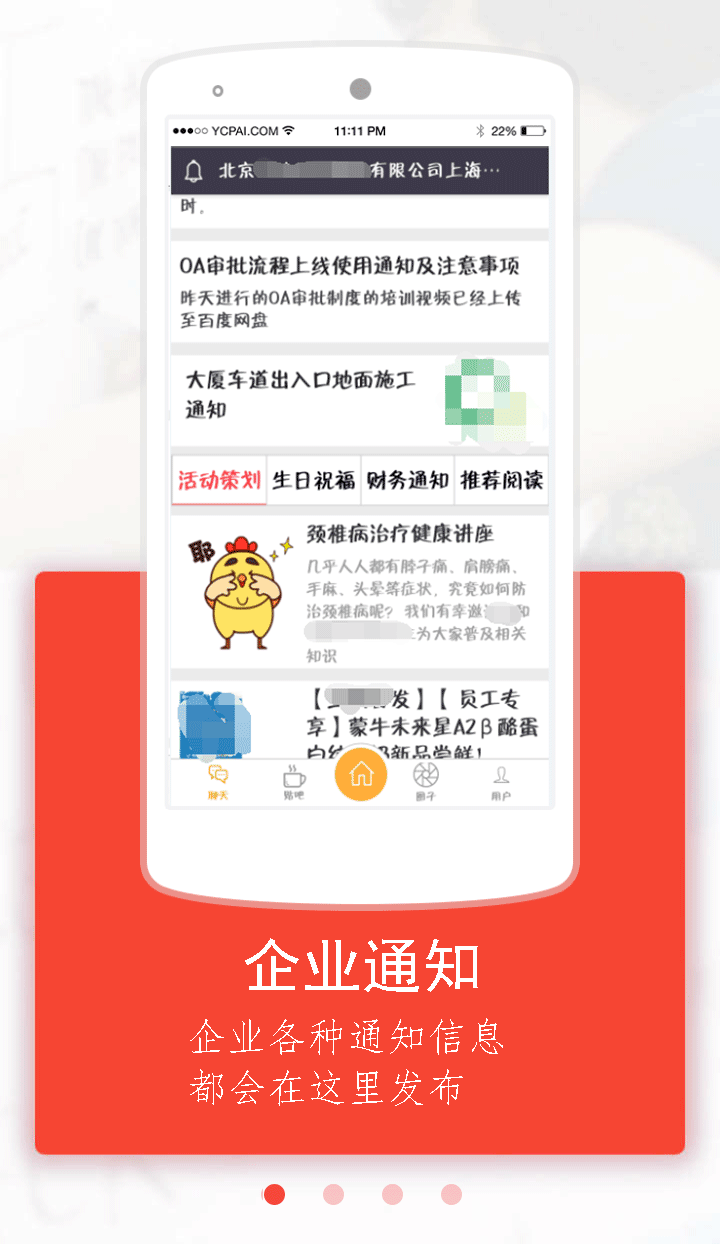 YCPAI.COM 11:11 PM 22%
北京 有限公司上海…
时。
OA审批流程上线使用通知及注意事项
昨天进行的OA审批制度的培训视频已经上传
至百度网盘
大厦车道出入口地面施工
通知
活动策划 生日祝福 财务通知 推荐阅读
耶
颈椎病治疗健康讲座
几乎人人都有脖子痛、肩膀痛、
手麻、头晕等症状，究竟如何防
治颈椎病呢？我们有幸邀 和
为大家普及相关
知识
【 发】【 员工专
享】蒙牛未来星A2β酪蛋
新品尝鲜！
聊天 贴吧 圈子 用户
企业通知
企业各种通知信息
都会在这里发布